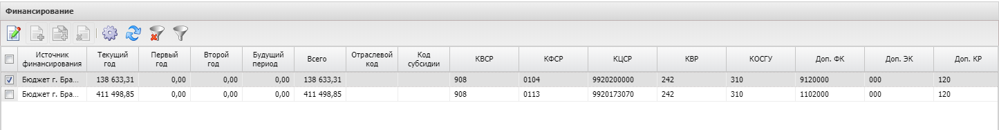 Финансирование
Источник финансирования Текущий год Первый год Второй год Будущий период Всего Отраслевой код Код субсидии КВСР КФСР КЦСР КВР КОСГУ Доп. ФК Доп. ЭК Доп. КР
Бюджет г. Бра... 138 633,31 0,00 0,00 0,00 138 633,31 908 0104 9920200000 242 310 9120000 000 120
Бюджет г. Бра... 411 498,85 0,00 0,00 0,00 411 498,85 908 0113 9920173070 242 310 1102000 000 120